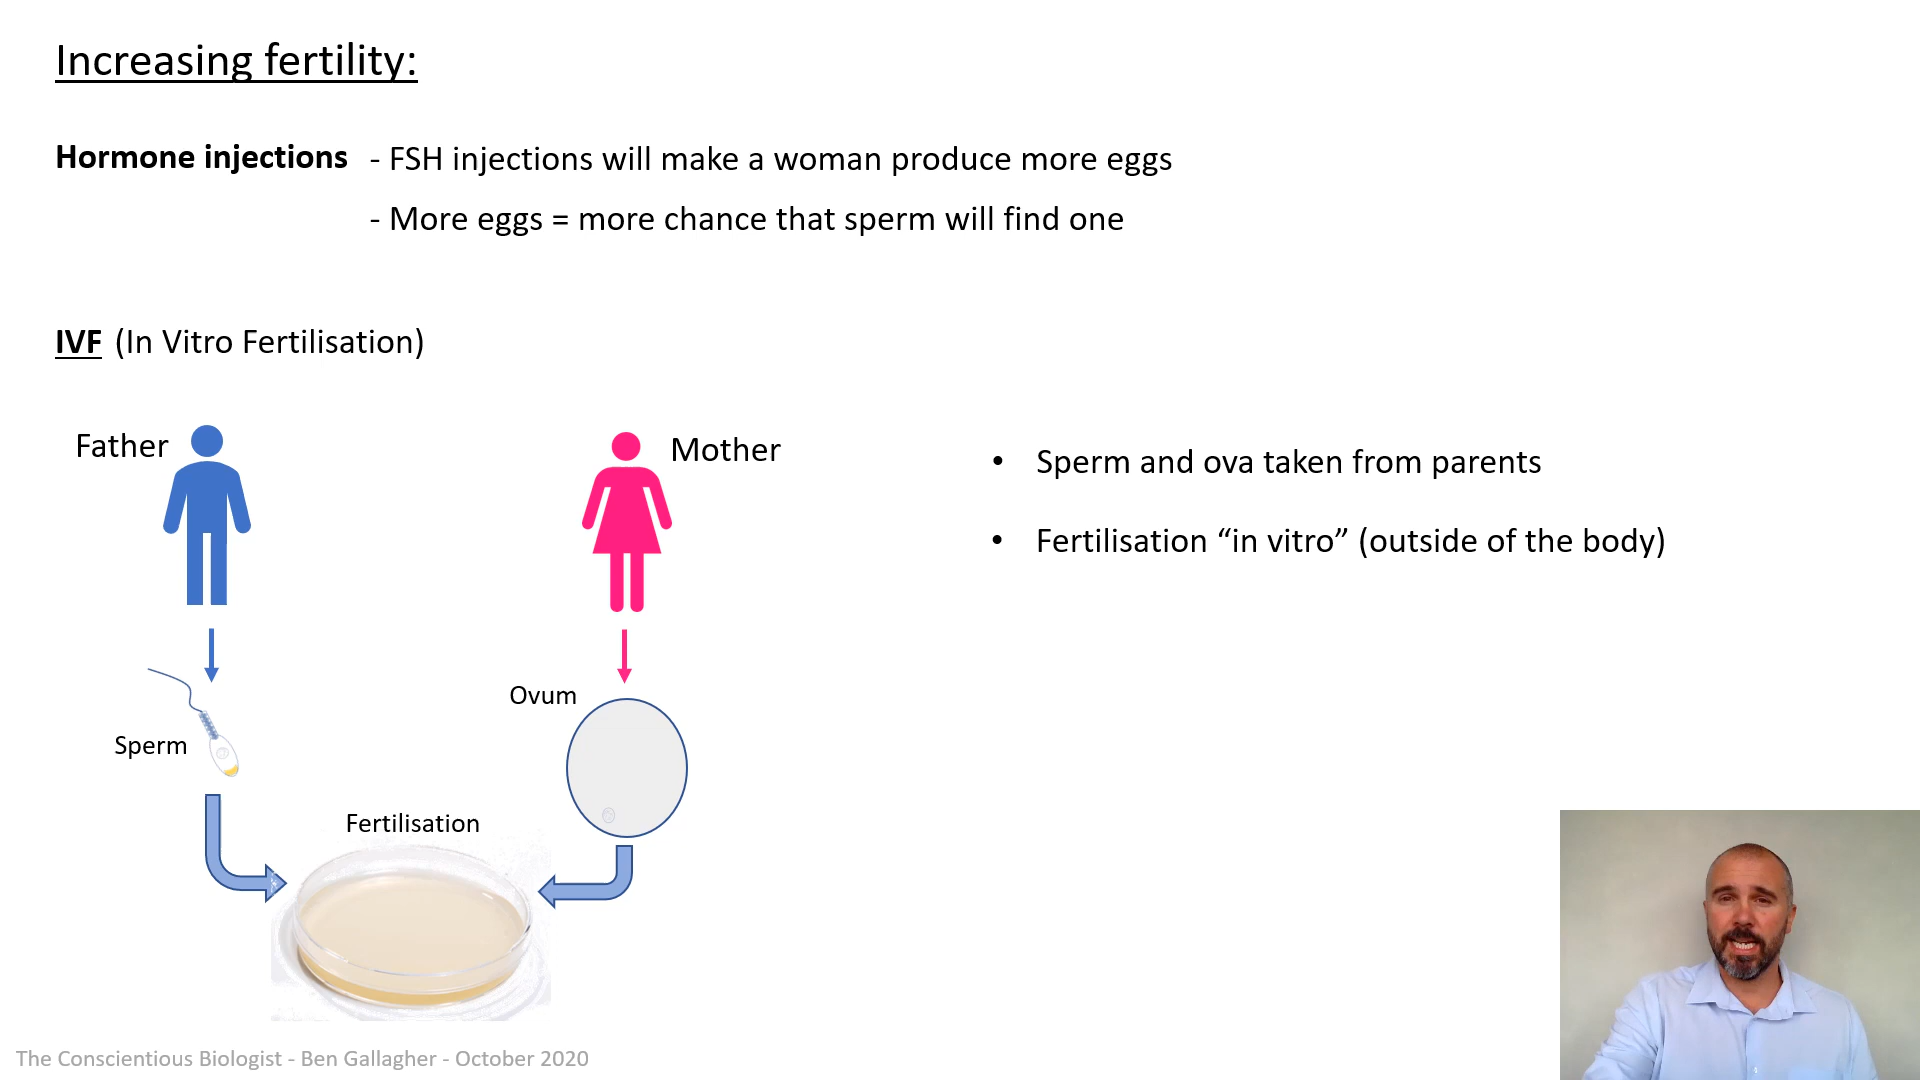 Increasing fertility:
Hormone injections - FSH injections will make a woman produce more eggs
- More eggs = more chance that sperm will find one
IVF (In Vitro Fertilisation)
Father
Mother
• Sperm and ova taken from parents
• Fertilisation “in vitro” (outside of the body)
Ovum
Sperm
Fertilisation
The Conscientious Biologist - Ben Gallagher - October 2020